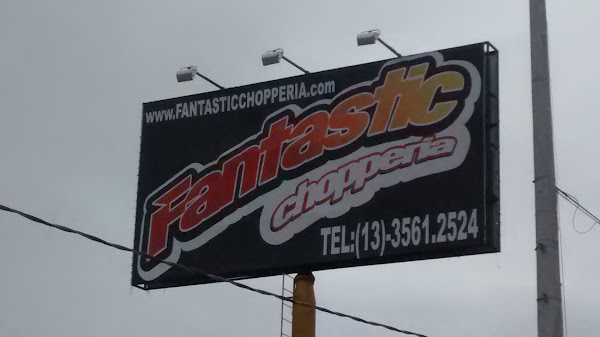 www.FANTASTICCHOPPERIA.com
Fantastic
chopperia
TEL:(13)-3561.2524